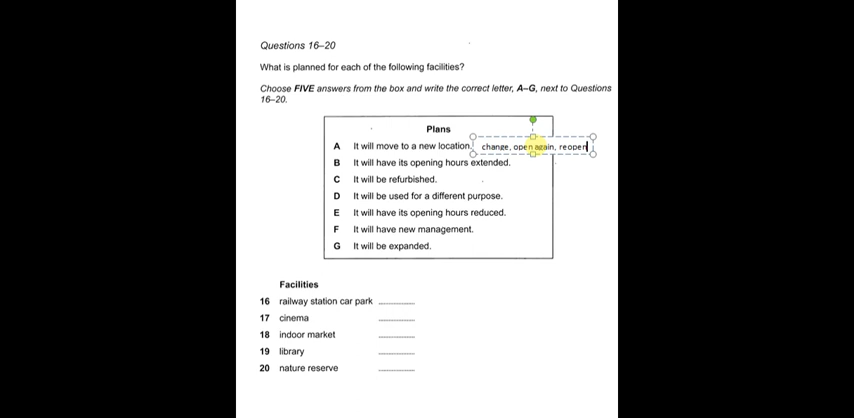 Questions 16–20
What is planned for each of the following facilities?
Choose FIVE answers from the box and write the correct letter, A–G, next to Questions
16–20.
Plans
A It will move to a new location. change, open again, reopen
B It will have its opening hours extended.
C It will be refurbished.
D It will be used for a different purpose.
E It will have its opening hours reduced.
F It will have new management.
G It will be expanded.
Facilities
16 railway station car park
17 cinema
18 indoor market
19 library
20 nature reserve